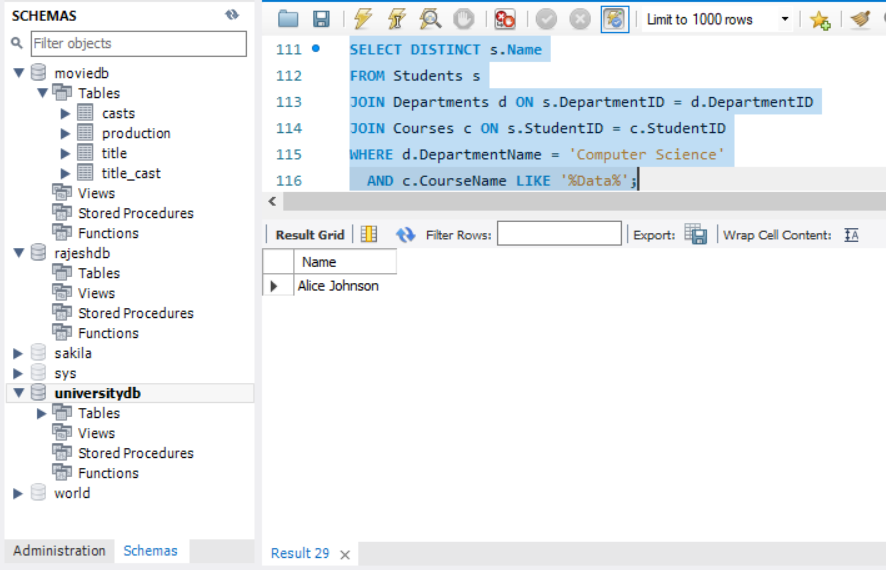 SCHEMAS
Filter objects
moviedb
Tables
casts
production
title
title_cast
Views
Stored Procedures
Functions
rajeshdb
Tables
Views
Stored Procedures
Functions
sakila
sys
universitydb
Tables
Views
Stored Procedures
Functions
world
Administration Schemas
Limit to 1000 rows
111 SELECT DISTINCT s.Name
112 FROM Students s
113 JOIN Departments d ON s.DepartmentID = d.DepartmentID
114 JOIN Courses c ON s.StudentID = c.StudentID
115 WHERE d.DepartmentName = 'Computer Science'
116 AND c.CourseName LIKE '%Data%';
Result Grid Filter Rows: Export: Wrap Cell Content: IA
Name
Alice Johnson
Result 29